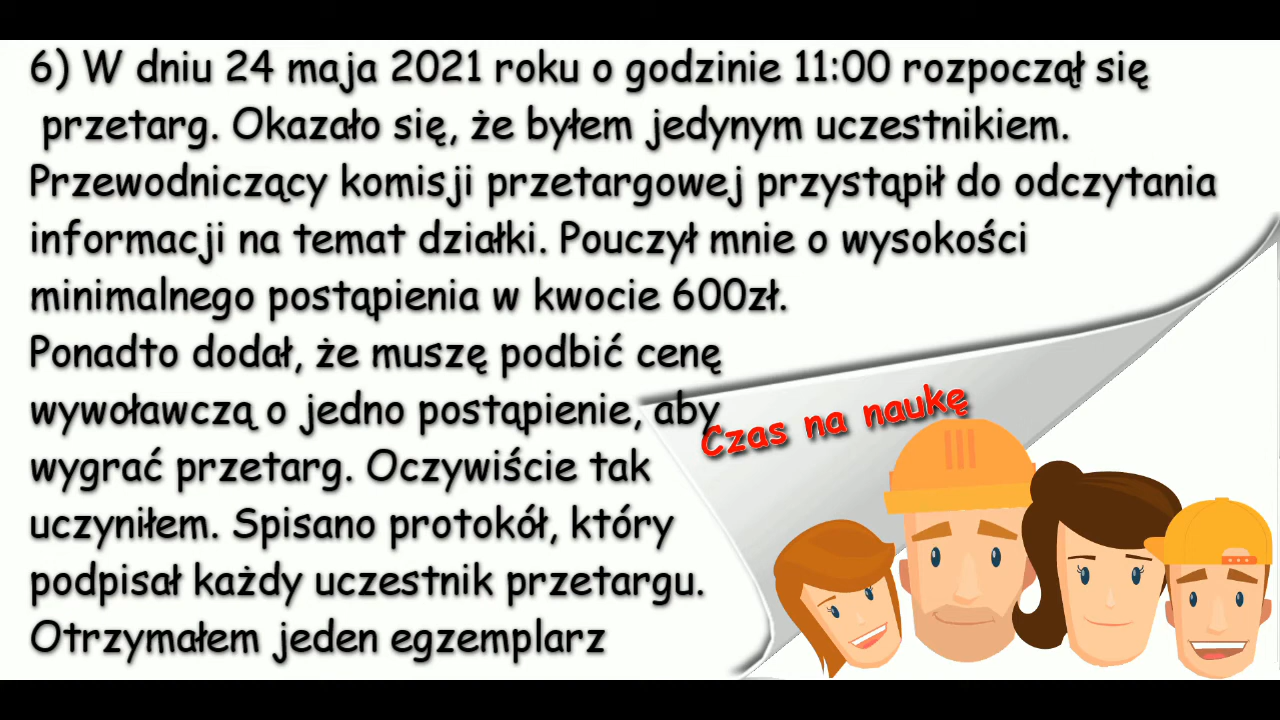 6) W dniu 24 maja 2021 roku o godzinie 11:00 rozpoczął się
przetarg. Okazało się, że byłem jedynym uczestnikiem.
Przewodniczący komisji przetargowej przystąpił do odczytania
informacji na temat działki. Pouczył mnie o wysokości
minimalnego postąpienia w kwocie 600zł.
Ponadto dodał, że muszę podbić cenę
wywoławczą o jedno postąpienie, aby
wygrać przetarg. Oczywiście tak
uczyniłem. Spisano protokół, który
podpisał każdy uczestnik przetargu.
Otrzymałem jeden egzemplarz
Czas na naukę